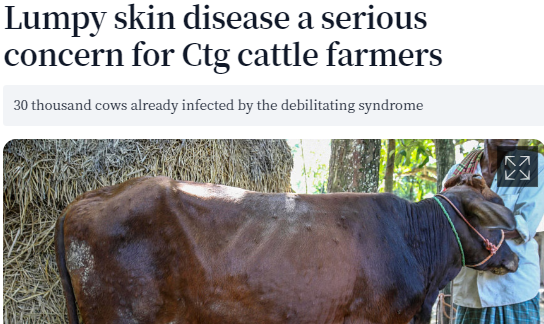 Lumpy skin disease a serious
concern for Ctg cattle farmers
30 thousand cows already infected by the debilitating syndrome